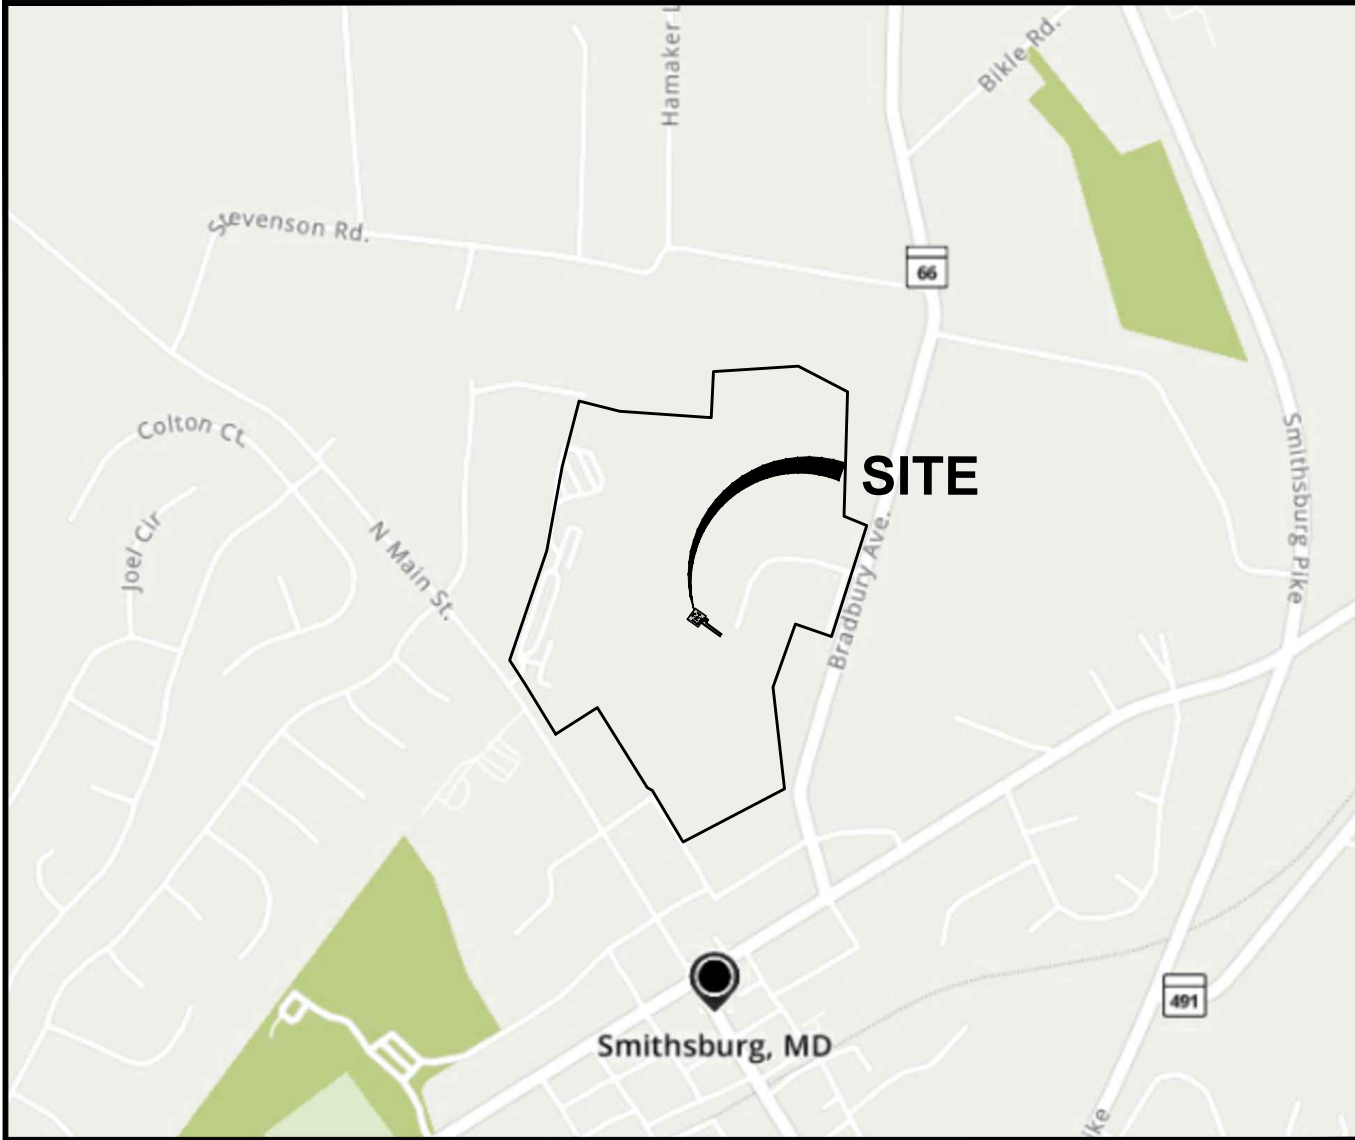 Hamaker L
Bikle Rd.
Stevenson Rd.
66
Colton Ct.
SITE
Smithsburg Pike
Joel Cir
N Main St.
Bradbury Ave.
491
Smithsburg, MD
ike